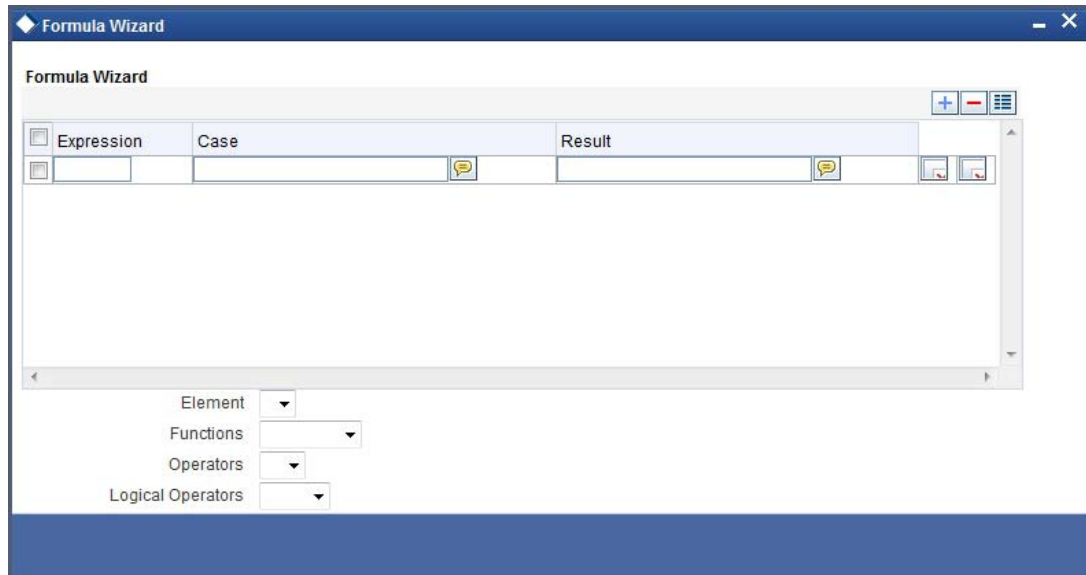 Formula Wizard
Formula Wizard
Expression Case Result
Element
Functions
Operators
Logical Operators